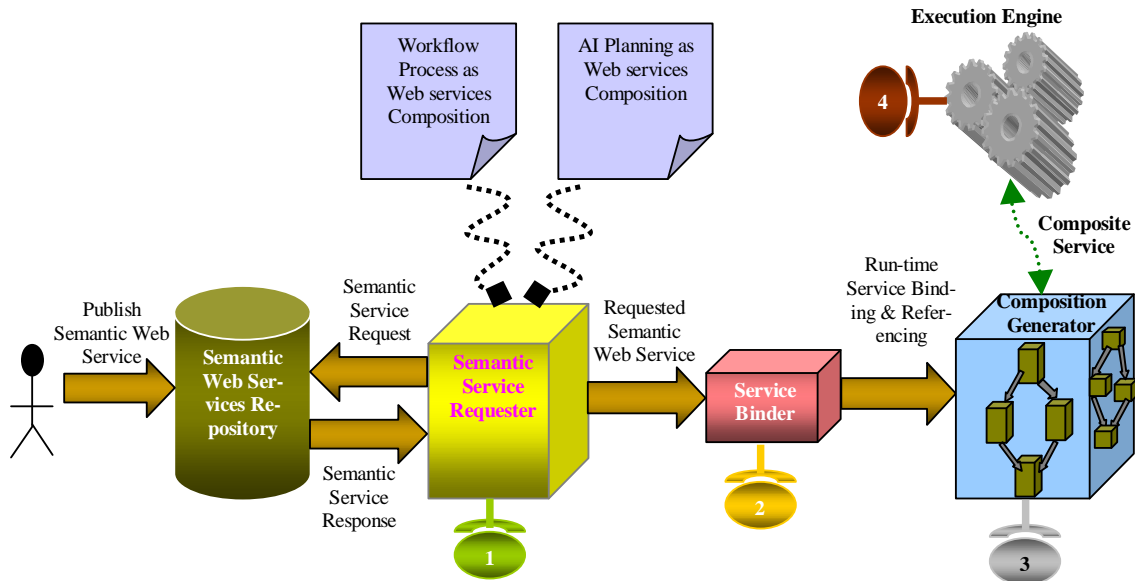 Workflow
Process as
Web services
Composition
AI Planning as
Web services
Composition
Execution Engine
4
Composite
Service
Publish
Semantic Web
Service
Semantic
Web Ser-
vices Re-
pository
Semantic
Service
Request
Semantic
Service
Response
Semantic
Service
Requester
1
Requested
Semantic
Web Service
Service
Binder
2
Run-time
Service Bind-
ing & Refer-
encing
Composition
Generator
3